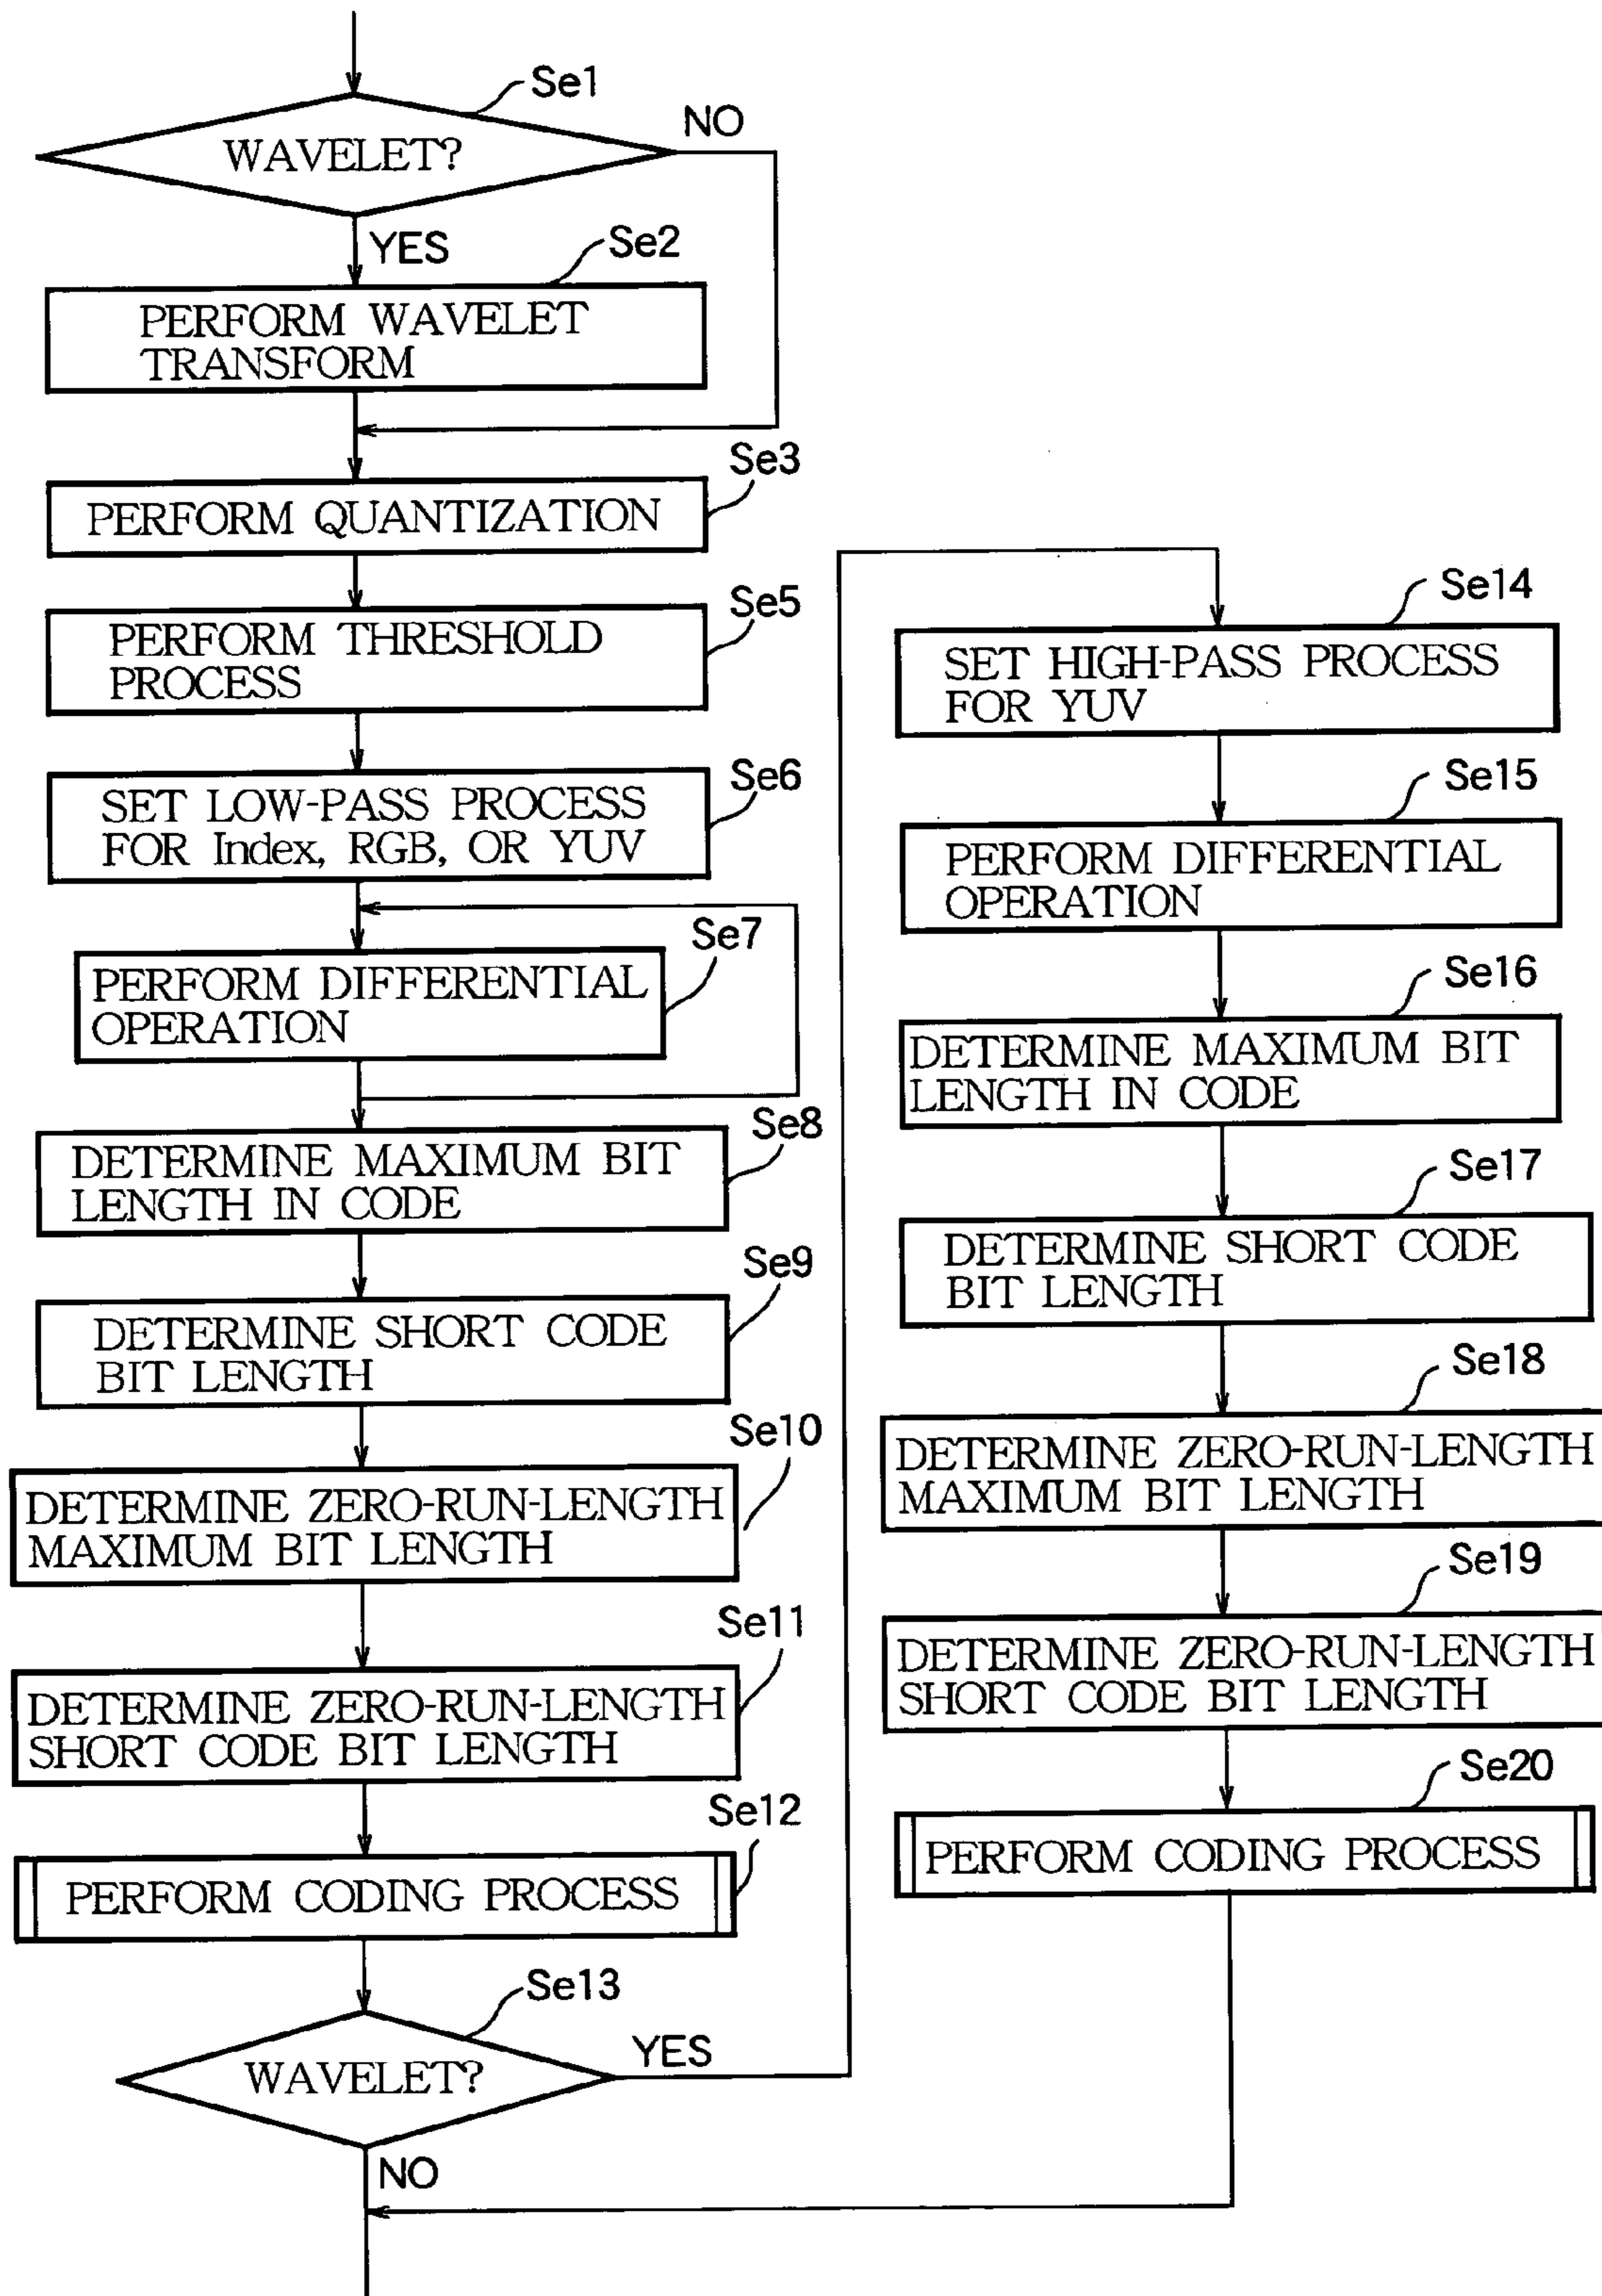 Se1
WAVELET?
NO
YES
Se2
PERFORM WAVELET
TRANSFORM
Se3
PERFORM QUANTIZATION
Se5
PERFORM THRESHOLD
PROCESS
Se6
SET LOW-PASS PROCESS
FOR Index, RGB, OR YUV
Se7
PERFORM DIFFERENTIAL
OPERATION
Se8
DETERMINE MAXIMUM BIT
LENGTH IN CODE
Se9
DETERMINE SHORT CODE
BIT LENGTH
Se10
DETERMINE ZERO-RUN-LENGTH
MAXIMUM BIT LENGTH
Se11
DETERMINE ZERO-RUN-LENGTH
SHORT CODE BIT LENGTH
Se12
PERFORM CODING PROCESS
Se13
WAVELET?
YES
NO
Se14
SET HIGH-PASS PROCESS
FOR YUV
Se15
PERFORM DIFFERENTIAL
OPERATION
Se16
DETERMINE MAXIMUM BIT
LENGTH IN CODE
Se17
DETERMINE SHORT CODE
BIT LENGTH
Se18
DETERMINE ZERO-RUN-LENGTH
MAXIMUM BIT LENGTH
Se19
DETERMINE ZERO-RUN-LENGTH
SHORT CODE BIT LENGTH
Se20
PERFORM CODING PROCESS